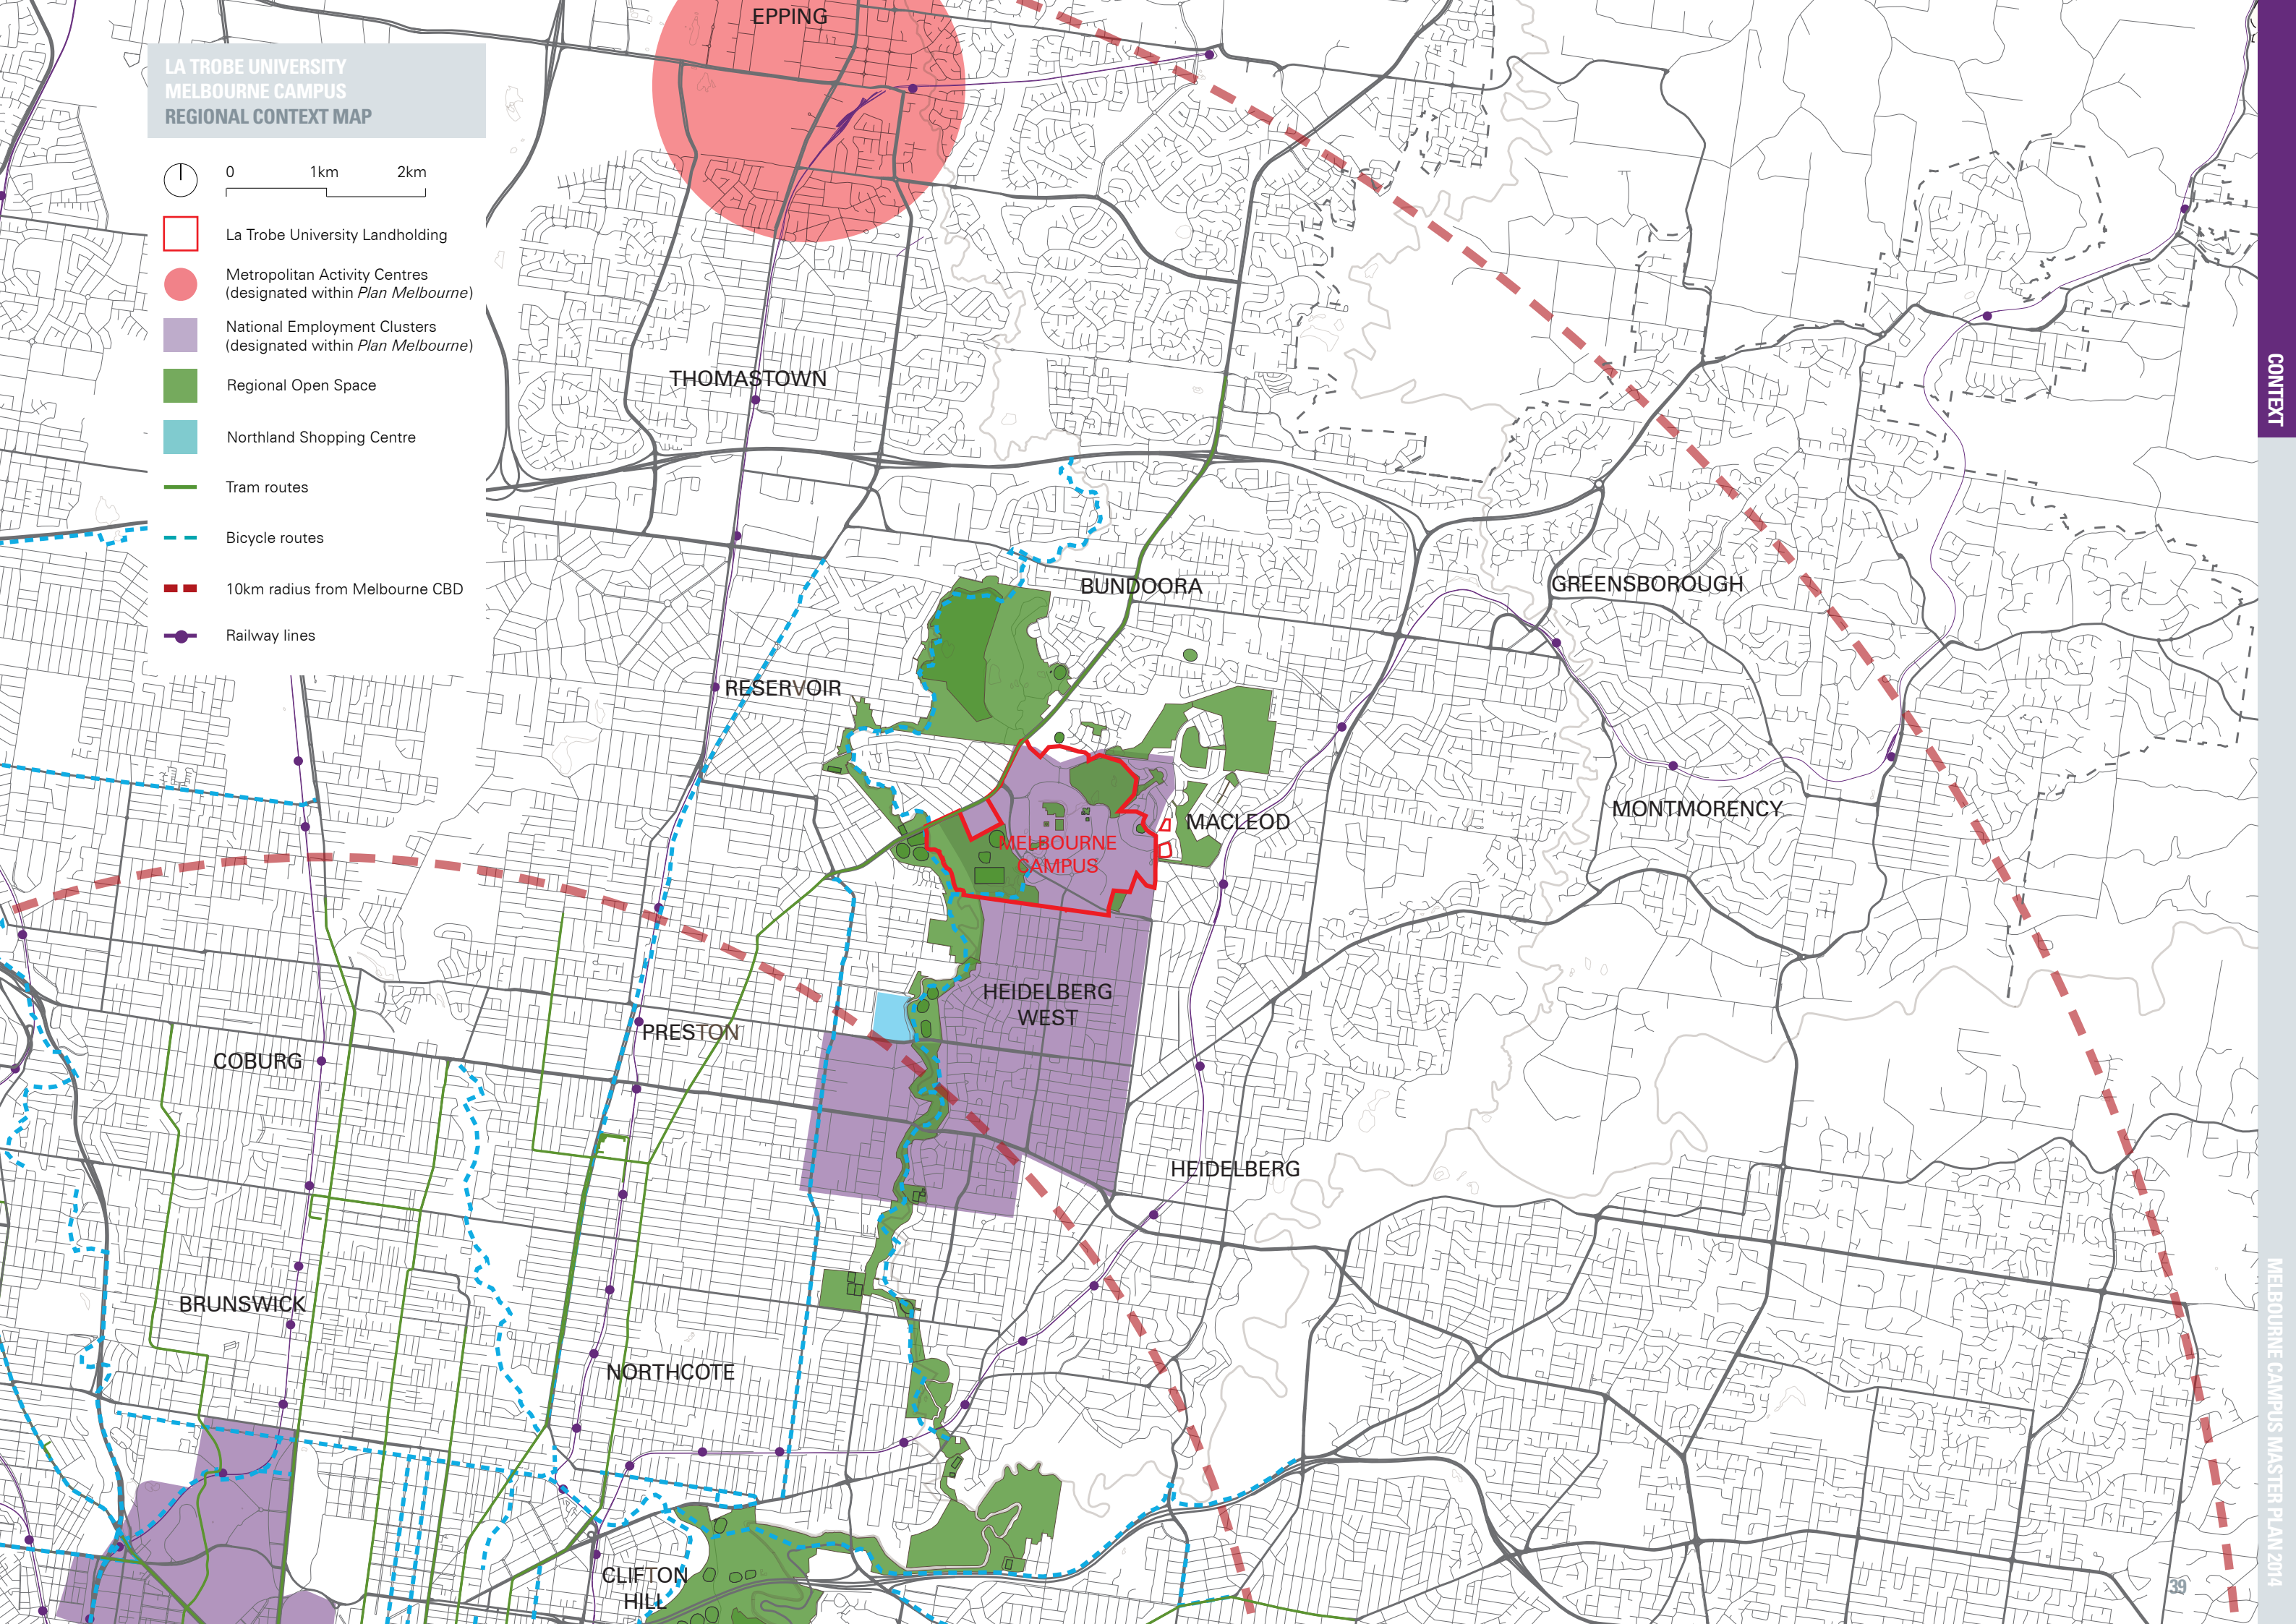 LA TROBE UNIVERSITY
MELBOURNE CAMPUS
REGIONAL CONTEXT MAP
0 1km 2km
La Trobe University Landholding
Metropolitan Activity Centres
(designated within Plan Melbourne)
National Employment Clusters
(designated within Plan Melbourne)
Regional Open Space
Northland Shopping Centre
Tram routes
Bicycle routes
10km radius from Melbourne CBD
Railway lines
EPPING
THOMASTOWN
BUNDOORA
GREENSBOROUGH
RESERVOIR
MONTMORENCY
MACLEOD
MELBOURNE
CAMPUS
HEIDELBERG
WEST
PRESTON
COBURG
HEIDELBERG
BRUNSWICK
NORTHCOTE
CLIFTON
HILL
CONTEXT
MELBOURNE CAMPUS MASTER PLAN 2014
39